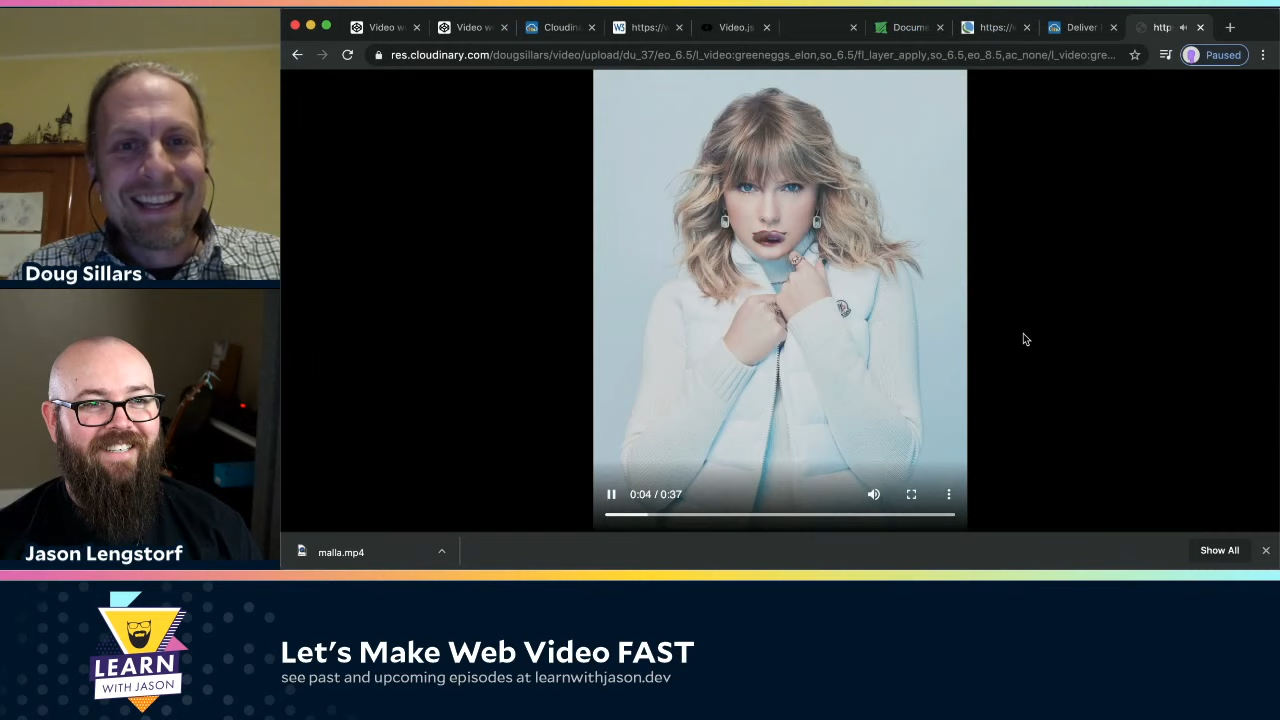 Video w
Video w
Cloudin
https://
Video.js
Docume
https://
Deliver
http
res.cloudinary.com/dougsillars/video/upload/du_37/eo_6.5/l_video:greeneggs_elon,so_6.5/fl_layer_apply,so_6.5,eo_8.5,ac_none/l_video:gre...
Paused
Doug Sillars
0:04 / 0:37
Jason Lengstorf
malla.mp4
Show All
LEARN
WITH JASON
Let's Make Web Video FAST
see past and upcoming episodes at learnwithjason.dev